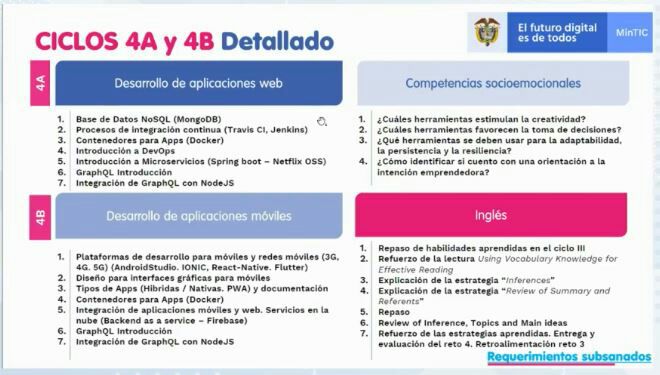 CICLOS 4A y 4B Detallado
El futuro digital
es de todos
MinTIC
4A
Desarrollo de aplicaciones web
1. Base de Datos NoSQL (MongoDB)
2. Procesos de integración continua (Travis CI, Jenkins)
3. Contenedores para Apps (Docker)
4. Introducción a DevOps
5. Introducción a Microservicios (Spring boot – Netflix OSS)
6. GraphQL Introducción
7. Integración de GraphQL con NodeJS
Competencias socioemocionales
1. ¿Cuáles herramientas estimulan la creatividad?
2. ¿Cuáles herramientas favorecen la toma de decisiones?
3. ¿Qué herramientas se deben usar para la adaptabilidad,
la persistencia y la resiliencia?
4. ¿Cómo identificar si cuento con una orientación a la
intención emprendedora?
4B
Desarrollo de aplicaciones móviles
1. Plataformas de desarrollo para móviles y redes móviles (3G,
4G. 5G) (AndroidStudio. IONIC, React-Native. Flutter)
2. Diseño para interfaces gráficas para móviles
3. Tipos de Apps (Hibridas / Nativas. PWA) y documentación
4. Contenedores para Apps (Docker)
5. Integración de aplicaciones móviles y web. Servicios en la
nube (Backend as a service – Firebase)
6. GraphQL Introducción
7. Integración de GraphQL con NodeJS
Inglés
1. Repaso de habilidades aprendidas en el ciclo III
2. Refuerzo de la lectura Using Vocabulary Knowledge for
Effective Reading
3. Explicación de la estrategia "Inferences"
4. Explicación de la estrategia "Review of Summary and
Referents"
5. Repaso
6. Review of Inference, Topics and Main ideas
7. Refuerzo de las estrategias aprendidas. Entrega y
evaluación del reto 4. Retroalimentación reto 3
Requerimientos subsanados